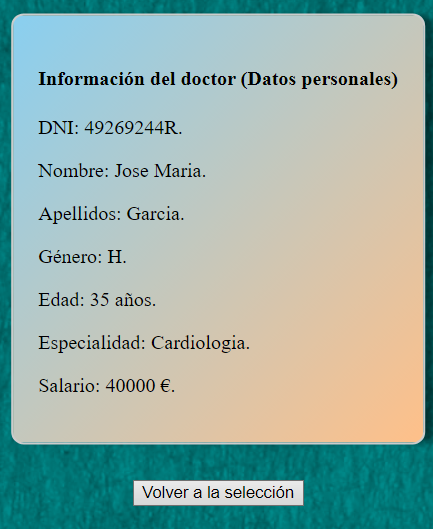 Información del doctor (Datos personales)
DNI: 49269244R.
Nombre: Jose Maria.
Apellidos: Garcia.
Género: H.
Edad: 35 años.
Especialidad: Cardiologia.
Salario: 40000 €.
Volver a la selección